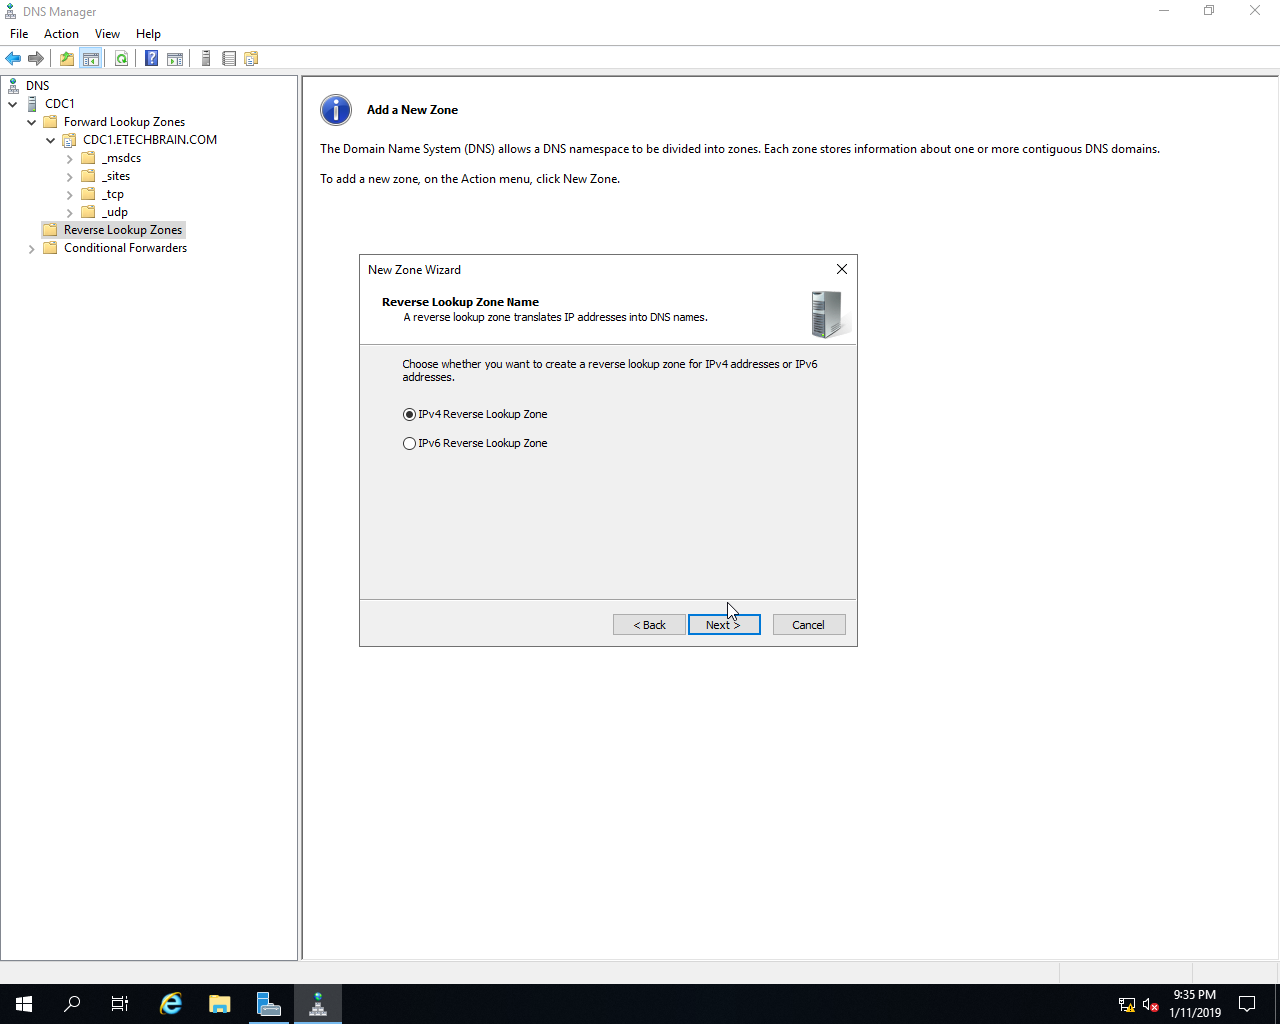 DNS Manager
File Action View Help
DNS
CDC1
Forward Lookup Zones
CDC1.ETECHBRAIN.COM
_msdcs
_sites
_tcp
_udp
Reverse Lookup Zones
Conditional Forwarders
Add a New Zone
The Domain Name System (DNS) allows a DNS namespace to be divided into zones. Each zone stores information about one or more contiguous DNS domains.
To add a new zone, on the Action menu, click New Zone.
New Zone Wizard
Reverse Lookup Zone Name
A reverse lookup zone translates IP addresses into DNS names.
Choose whether you want to create a reverse lookup zone for IPv4 addresses or IPv6
addresses.
IPv4 Reverse Lookup Zone
IPv6 Reverse Lookup Zone
< Back Next > Cancel
9:35 PM
1/11/2019